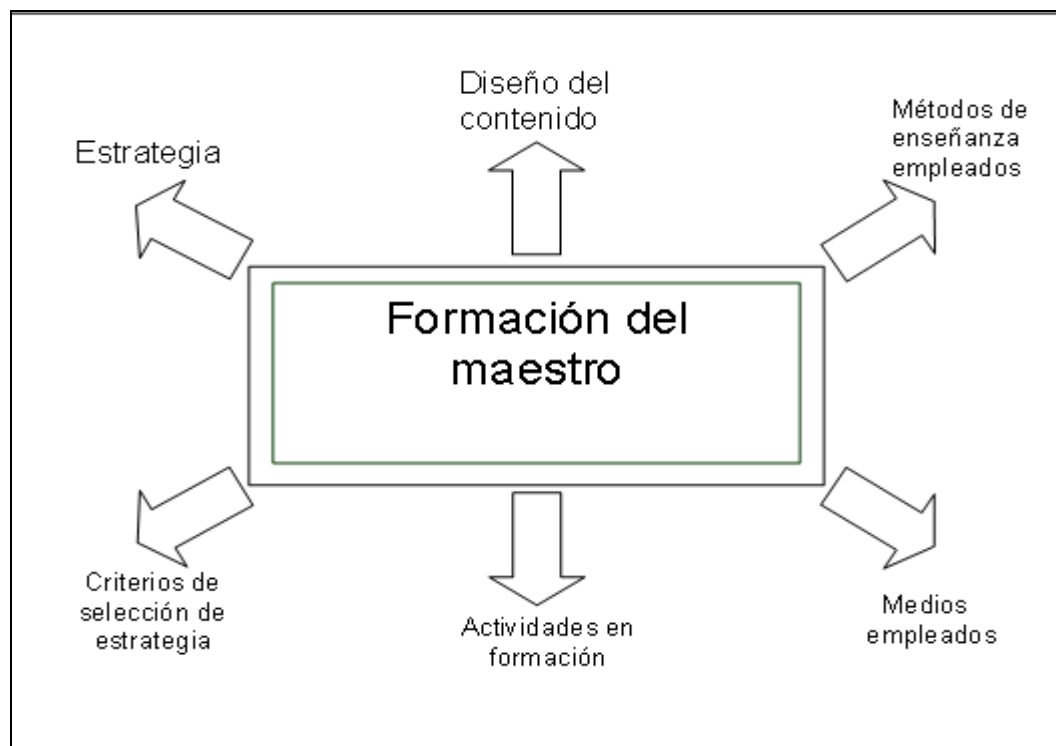 Estrategia
Diseño del
contenido
Métodos de
enseñanza
empleados
Formación del
maestro
Criterios de
selección de
estrategia
Actividades en
formación
Medios
empleados